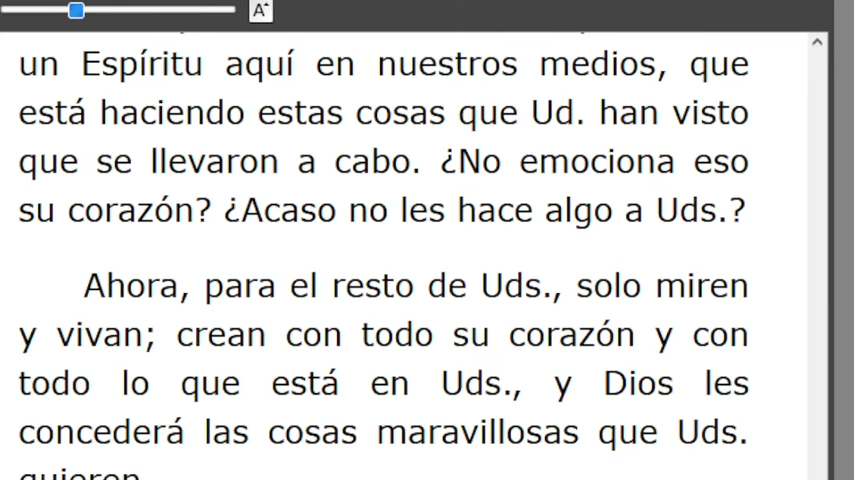 A
un Espíritu aquí en nuestros medios, que
está haciendo estas cosas que Ud. han visto
que se llevaron a cabo. ¿No emociona eso
su corazón? ¿Acaso no les hace algo a Uds.?
Ahora, para el resto de Uds., solo miren
y vivan; crean con todo su corazón y con
todo lo que está en Uds., y Dios les
concederá las cosas maravillosas que Uds.
quieren